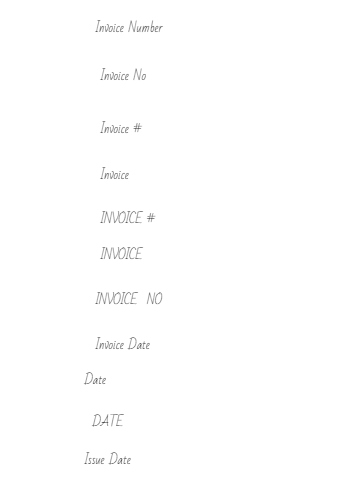 Invoice Number
Invoice No
Invoice #
Invoice
INVOICE #
INVOICE
INVOICE NO
Invoice Date
Date
DATE
Issue Date